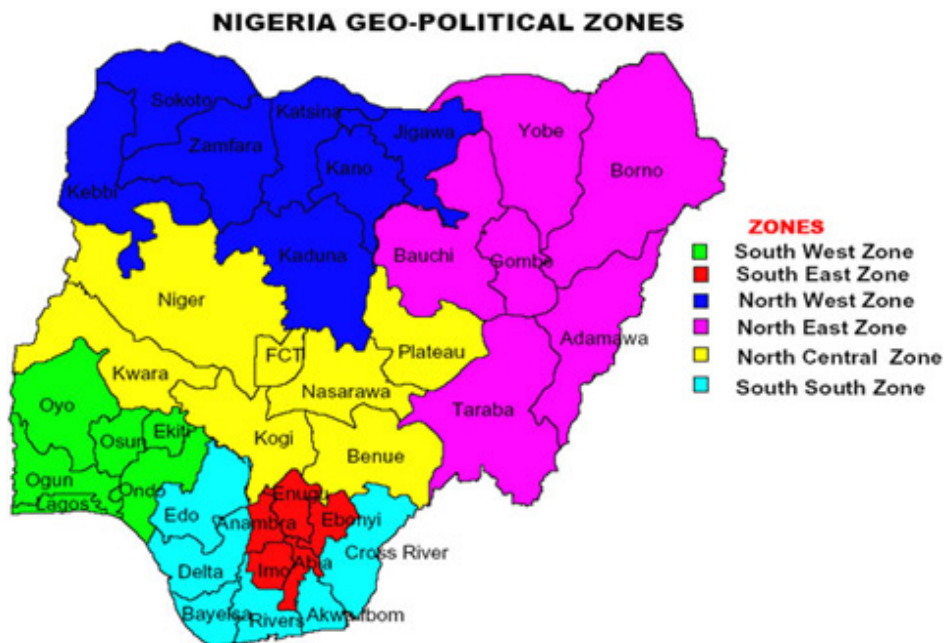 NIGERIA GEO-POLITICAL ZONES
Sokoto
Katsina
Zamfara
Jigawa
Kano
Kebbi
Kaduna
Yobe
Borno
Bauchi
Gombe
Adamawa
Taraba
Niger
FCT
Plateau
Kwara
Nasarawa
Kogi
Benue
Oyo
Osun
Ekiti
Ogun
Lagos
Ondo
Edo
Delta
Bayelsa
Rivers
Akwa Ibom
Cross River
Anambra
Enugu
Ebonyi
Imo
Abia
ZONES
South West Zone
South East Zone
North West Zone
North East Zone
North Central Zone
South South Zone